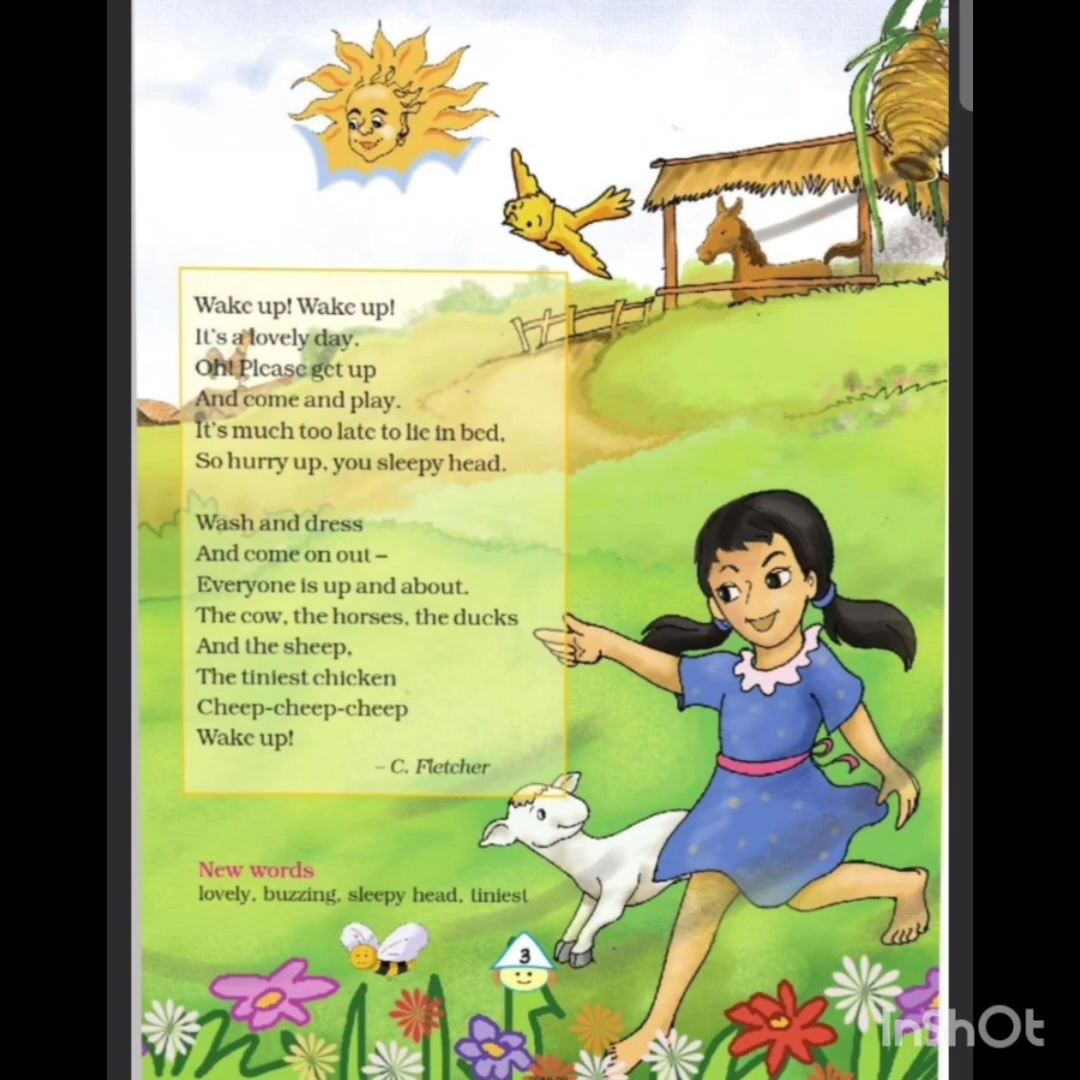 Wake up! Wake up!
It's a lovely day.
Oh! Please get up
And come and play.
It's much too late to lie in bed,
So hurry up, you sleepy head.
Wash and dress
And come on out –
Everyone is up and about.
The cow, the horses, the ducks
And the sheep,
The tiniest chicken
Cheep-cheep-cheep
Wake up!
– C. Fletcher
New words
lovely, buzzing, sleepy head, tiniest
3
InShOt